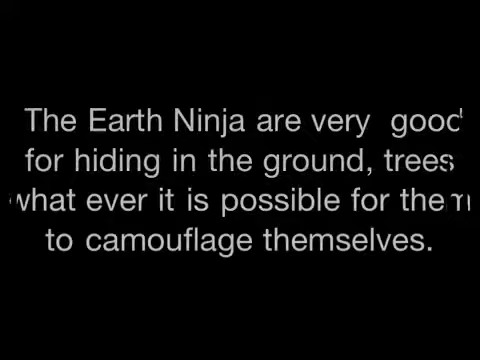 The Earth Ninja are very good
for hiding in the ground, trees
what ever it is possible for them
to camouflage themselves.